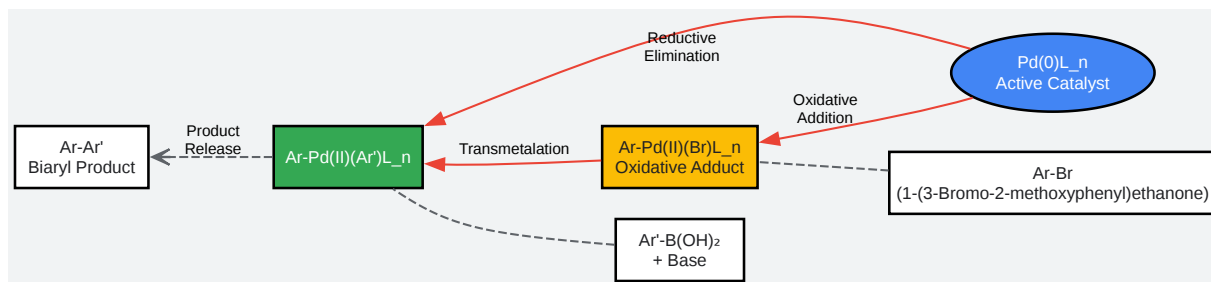 Reductive
Elimination
Pd(0)L_n
Active Catalyst
Oxidative
Addition
Ar-Ar'
Biaryl Product
Product
Release
Ar-Pd(II)(Ar')L_n
Transmetalation
Ar-Pd(II)(Br)L_n
Oxidative Adduct
Ar-Br
(1-(3-Bromo-2-methoxyphenyl)ethanone)
Ar'-B(OH)₂
+ Base